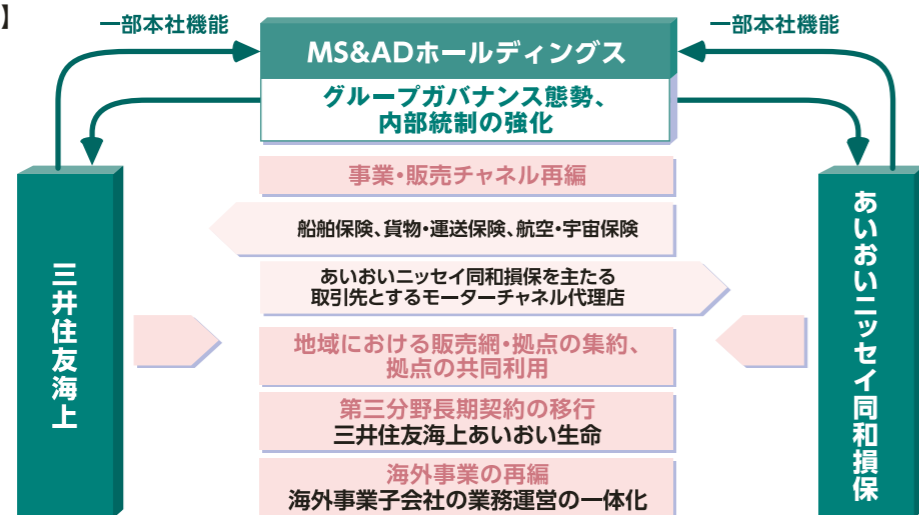 】
一部本社機能
一部本社機能
MS&ADホールディングス
グループガバナンス態勢、
内部統制の強化
事業・販売チャネル再編
船舶保険、貨物・運送保険、航空・宇宙保険
あいおいニッセイ同和損保を主たる
取引先とするモーターチャネル代理店
三井住友海上
あいおいニッセイ同和損保
地域における販売網・拠点の集約、
拠点の共同利用
第三分野長期契約の移行
三井住友海上あいおい生命
海外事業の再編
海外事業子会社の業務運営の一体化